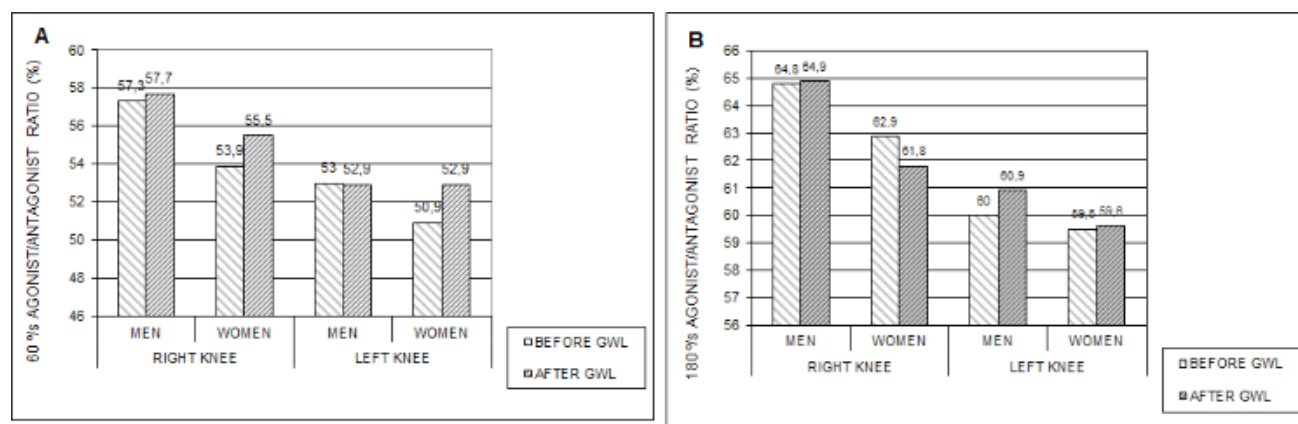 A
60 º/s AGONIST/ANTAGONIST RATIO (%)
60
58
56
54
52
50
48
46
57,3
57,7
53,9
55,5
53
52,9
50,9
52,9
MEN
WOMEN
MEN
WOMEN
RIGHT KNEE
LEFT KNEE
BEFORE GWL
AFTER GWL
B
180º/s AGONIST/ANTAGONIST RATIO (%)
66
65
64
63
62
61
60
59
58
57
56
64,8
64,9
62,9
61,8
60
60,9
59,5
59,6
MEN
WOMEN
MEN
WOMEN
RIGHT KNEE
LEFT KNEE
BEFORE GWL
AFTER GWL